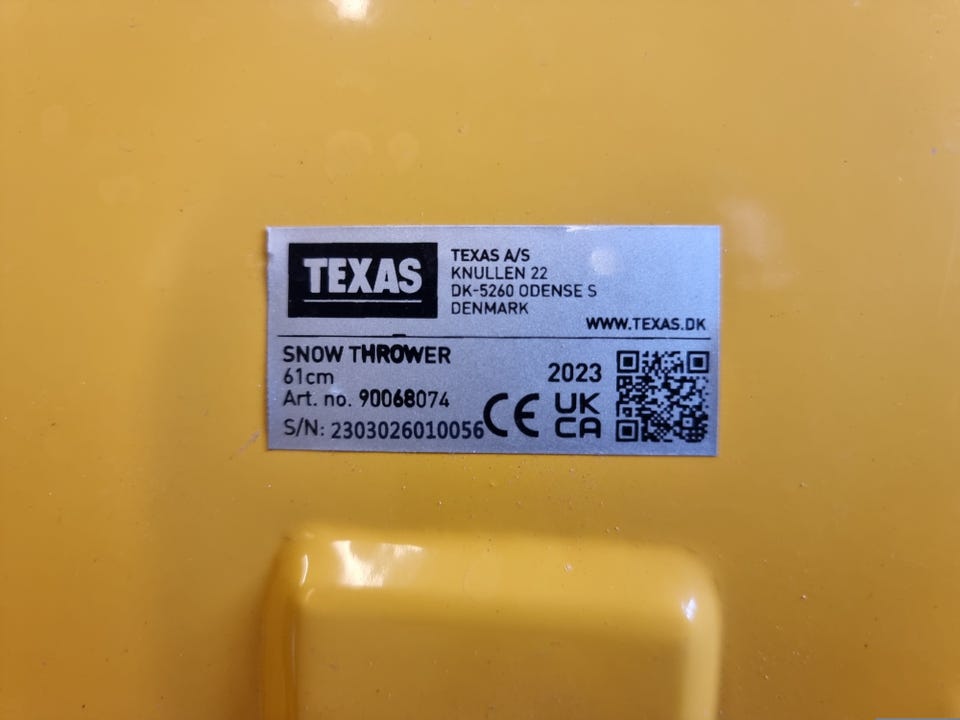 TEXAS
TEXAS A/S
KNULLEN 22
DK-5260 ODENSE S
DENMARK
WWW.TEXAS.DK
SNOW THROWER
61cm
2023
Art. no. 90068074
S/N: 2303026010056
CE
UK
CA